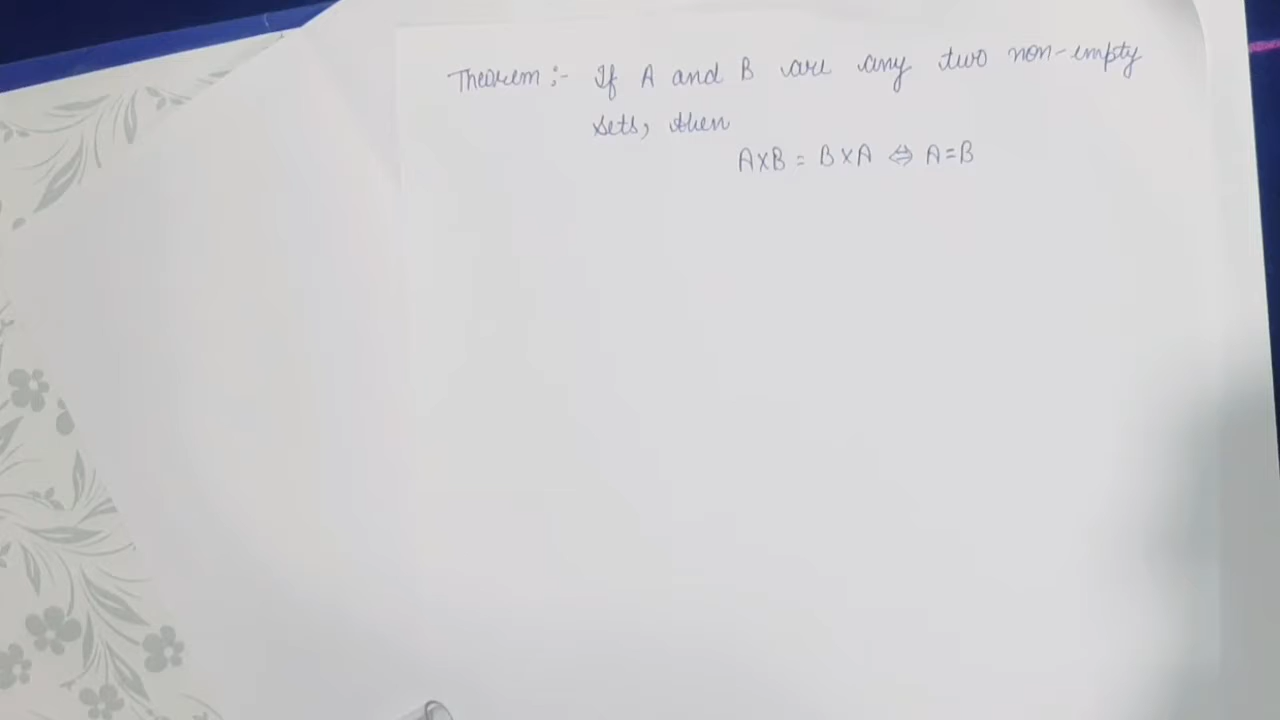 Theorem :- If A and B are any two non-empty
sets, then
A×B = B×A ⇔ A=B